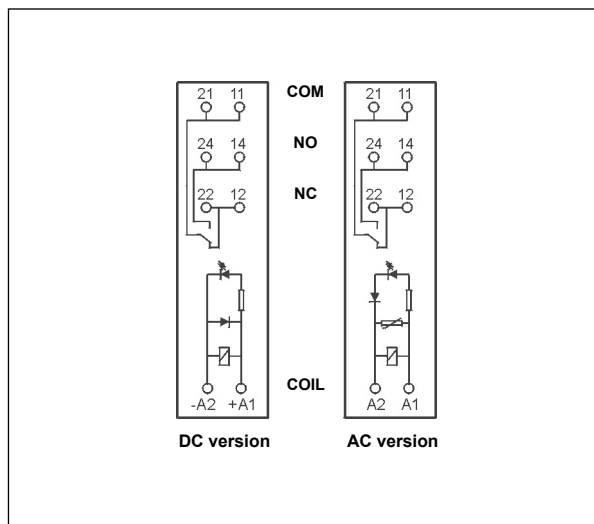 21 11 COM 21 11
24 14 NO 24 14
22 12 NC 22 12
COIL
-A2 +A1 A2 A1
DC version AC version